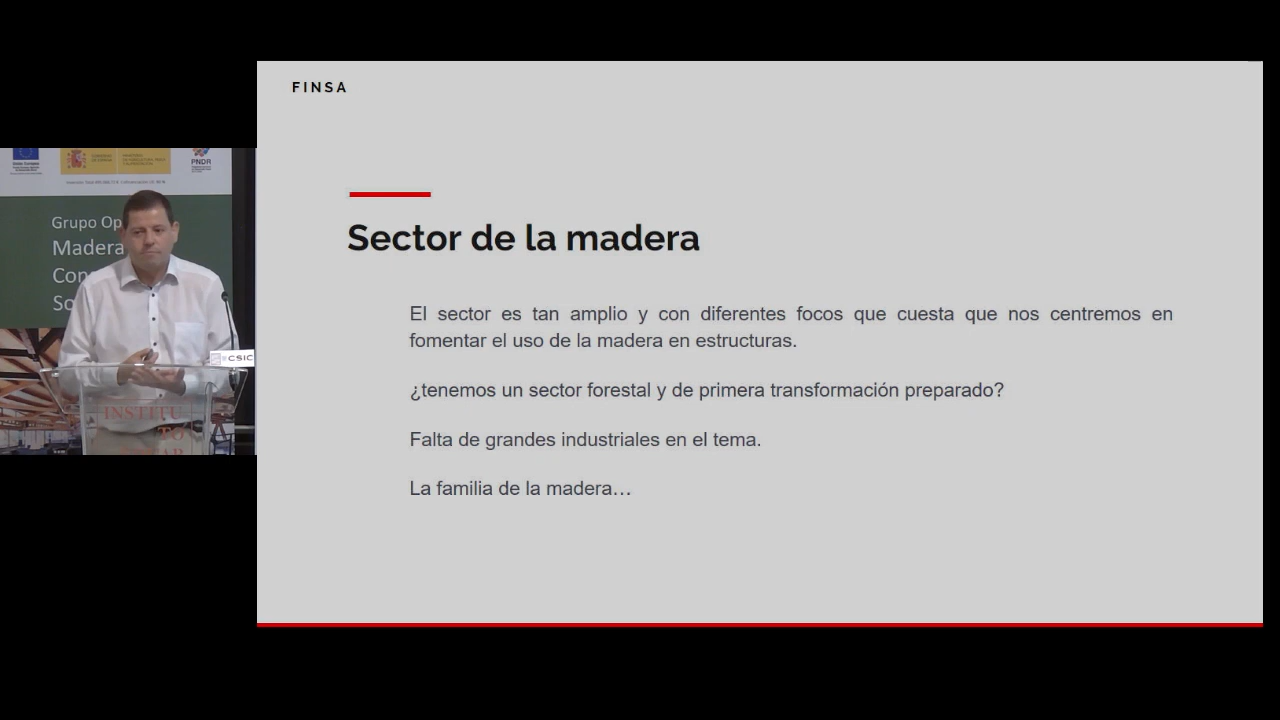 FINSA
Sector de la madera
El sector es tan amplio y con diferentes focos que cuesta que nos centremos en
fomentar el uso de la madera en estructuras.
¿tenemos un sector forestal y de primera transformación preparado?
Falta de grandes industriales en el tema.
La familia de la madera…
PNDR
Grupo Op
Madera
Con
So
CSIC
INSTITU
TO